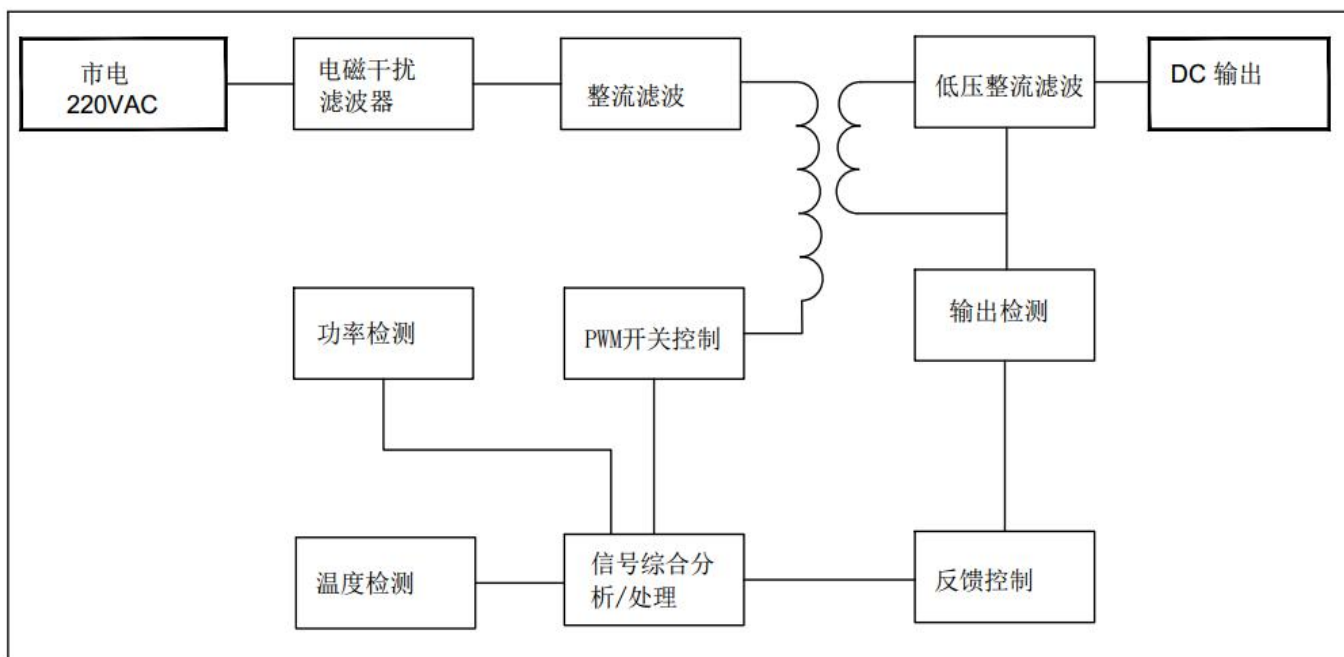 市电
220VAC
电磁干扰
滤波器
整流滤波
低压整流滤波
DC 输出
功率检测
PWM开关控制
输出检测
温度检测
信号综合分
析/处理
反馈控制